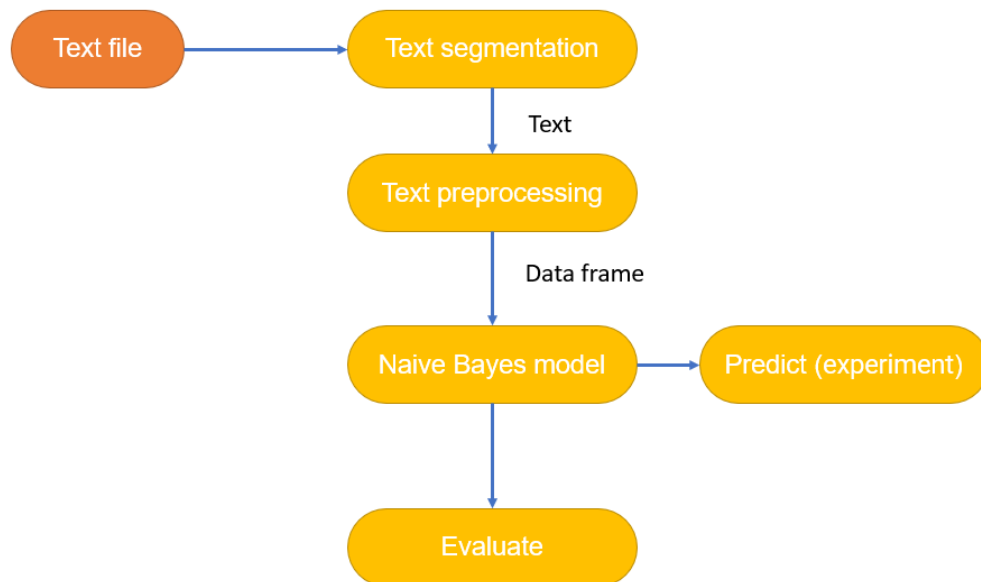 Text file
Text segmentation
Text
Text preprocessing
Data frame
Naive Bayes model
Predict (experiment)
Evaluate